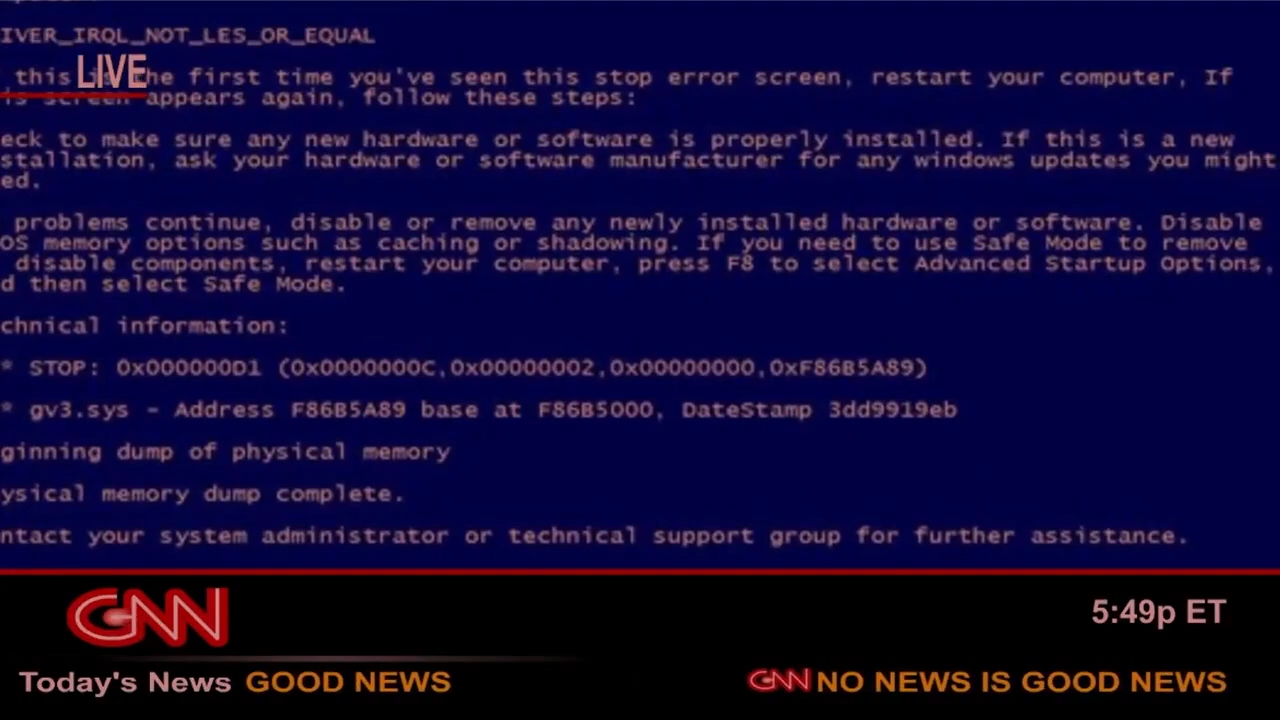 IVER_IRQL_NOT_LES_OR_EQUAL
LIVE
this is the first time you've seen this stop error screen, restart your computer, If
is screen appears again, follow these steps:
eck to make sure any new hardware or software is properly installed. If this is a new
stallation, ask your hardware or software manufacturer for any windows updates you might
ed.
problems continue, disable or remove any newly installed hardware or software. Disable
OS memory options such as caching or shadowing. If you need to use Safe Mode to remove
disable components, restart your computer, press F8 to select Advanced Startup Options,
d then select Safe Mode.
chnical information:
* STOP: 0x000000D1 (0x0000000C,0x00000002,0x00000000,0xF86B5A89)
* gv3.sys - Address F86B5A89 base at F86B5000, DateStamp 3dd9919eb
ginning dump of physical memory
ysical memory dump complete.
ntact your system administrator or technical support group for further assistance.
GNN
5:49p ET
Today's News GOOD NEWS
GNN NO NEWS IS GOOD NEWS